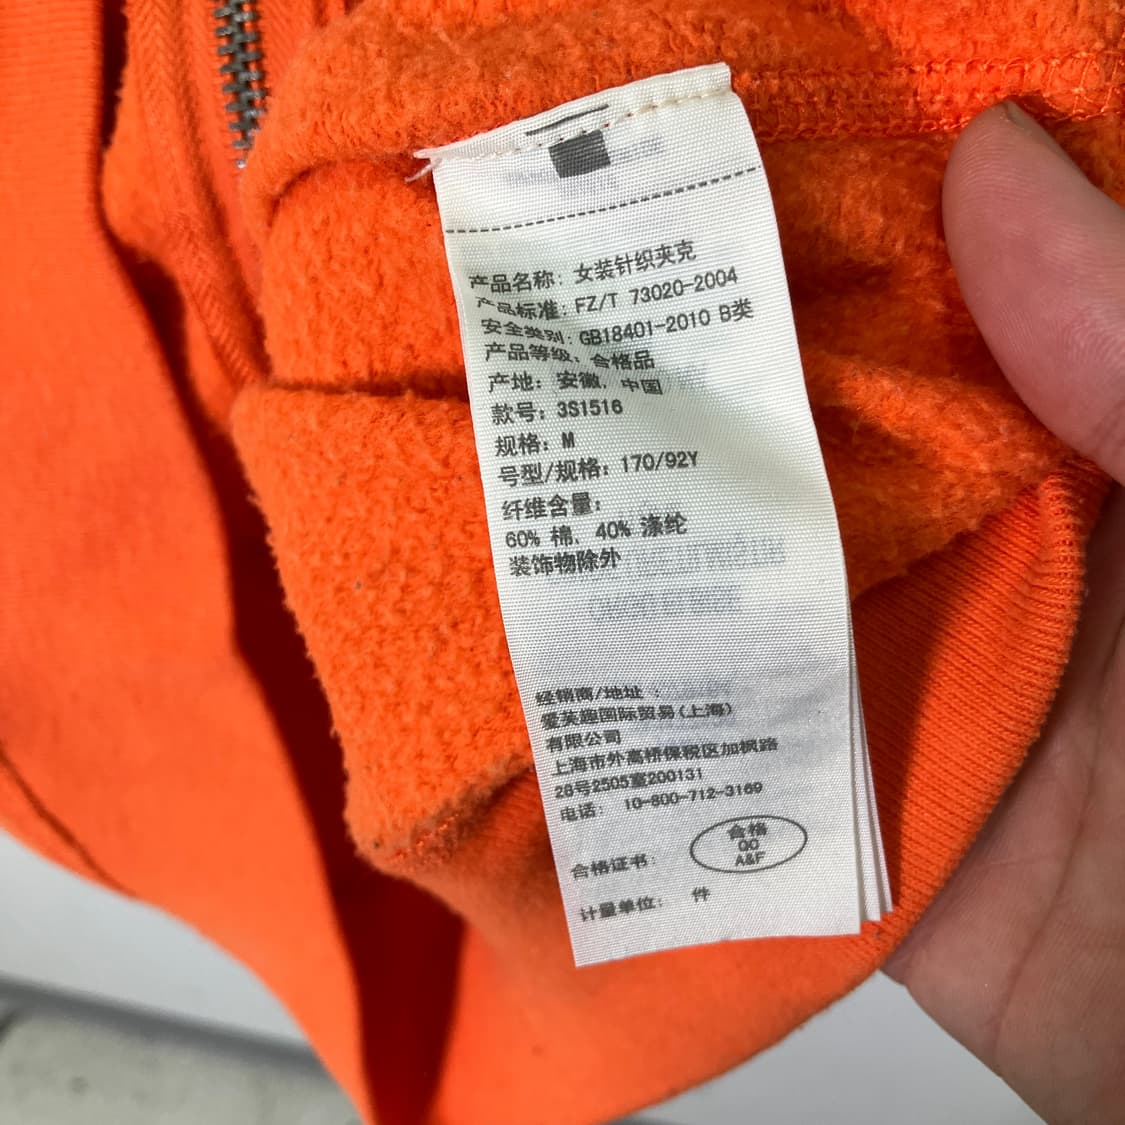 产品名称: 女装针织夹克
产品标准: FZ/T 73020-2004
安全类别: GB18401-2010 B类
产品等级: 合格品
产地: 安徽, 中国
款号: 3S1516
规格: M
号型/规格: 170/92Y
纤维含量:
60% 棉, 40% 涤纶
装饰物除外
经销商/地址 :
爱芙趣国际贸易(上海)
有限公司
上海市外高桥保税区加枫路
28号2505室200131
电话: 10-800-712-3169
合格证书:
合格
QC
A&F
计量单位: 件